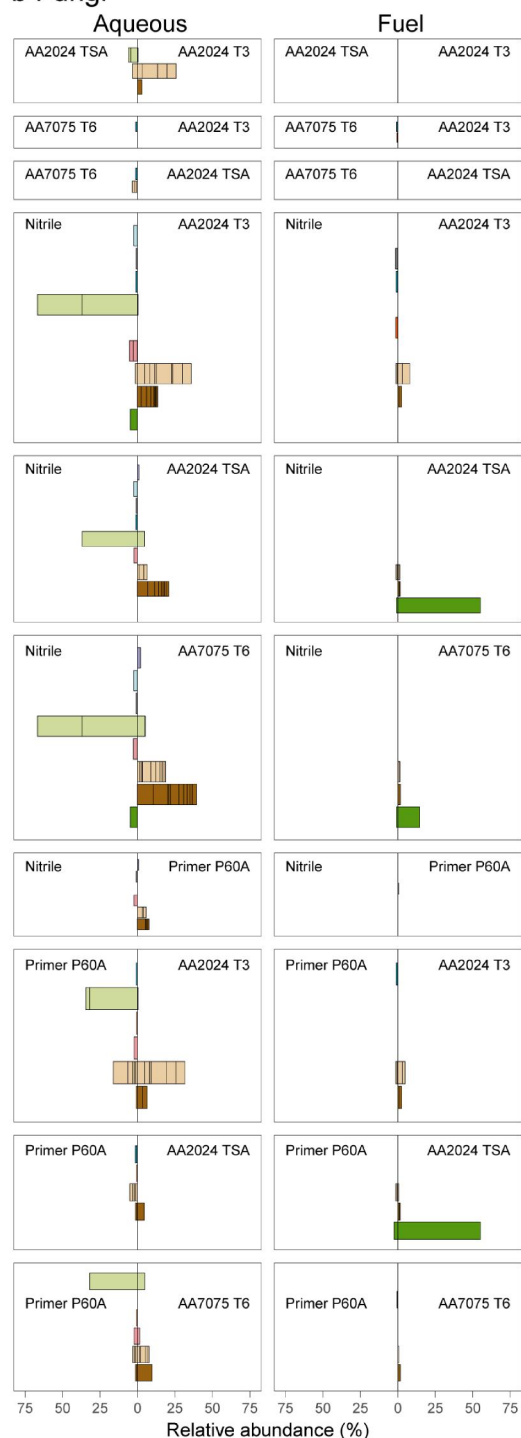 Aqueous Fuel
AA2024 TSA AA2024 T3 AA2024 TSA AA2024 T3
AA7075 T6 AA2024 T3 AA7075 T6 AA2024 T3
AA7075 T6 AA2024 TSA AA7075 T6 AA2024 TSA
Nitrile AA2024 T3 Nitrile AA2024 T3
Nitrile AA2024 TSA Nitrile AA2024 TSA
Nitrile AA7075 T6 Nitrile AA7075 T6
Nitrile Primer P60A Nitrile Primer P60A
Primer P60A AA2024 T3 Primer P60A AA2024 T3
Primer P60A AA2024 TSA Primer P60A AA2024 TSA
Primer P60A AA7075 T6 Primer P60A AA7075 T6
75 50 25 0 25 50 75 75 50 25 0 25 50 75
Relative abundance (%)